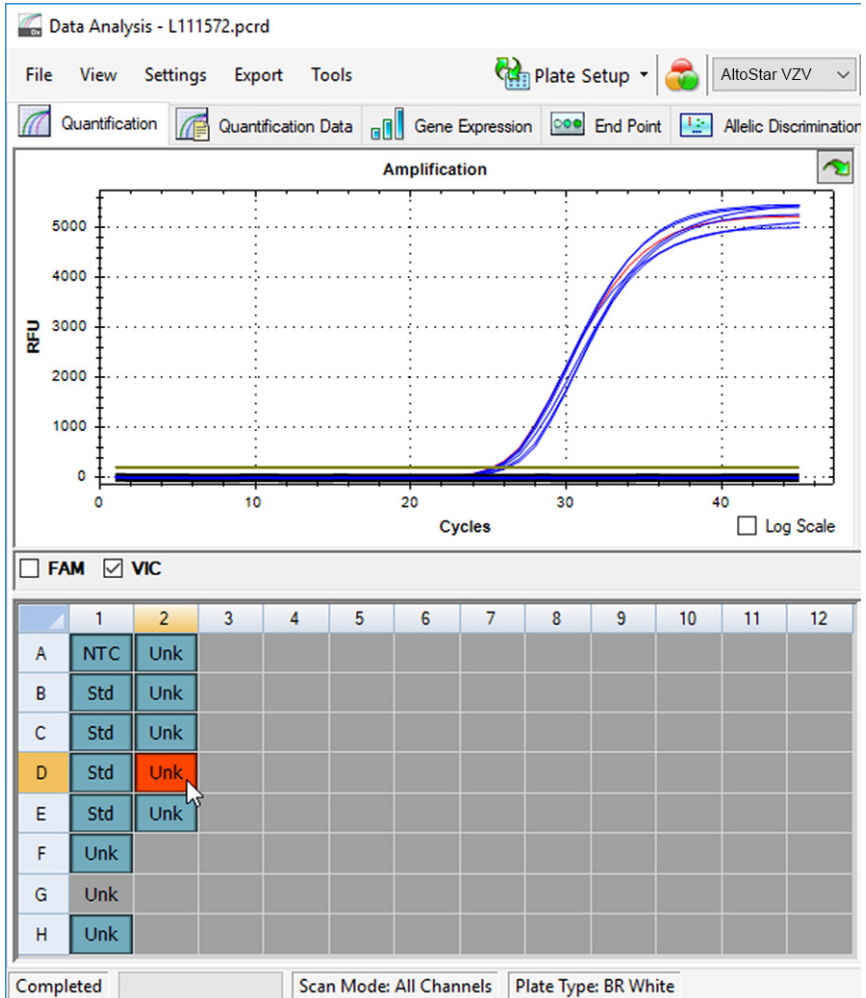 Data Analysis - L111572.pcrd
File View Settings Export Tools Plate Setup AltoStar VZV
Quantification Quantification Data Gene Expression End Point Allelic Discrimination
Amplification
5000
4000
3000
2000
1000
0
RFU
0 10 20 30 40
Cycles
Log Scale
FAM VIC
1 2 3 4 5 6 7 8 9 10 11 12
A NTC Unk
B Std Unk
C Std Unk
D Std Unk
E Std Unk
F Unk
G Unk
H Unk
Completed Scan Mode: All Channels Plate Type: BR White